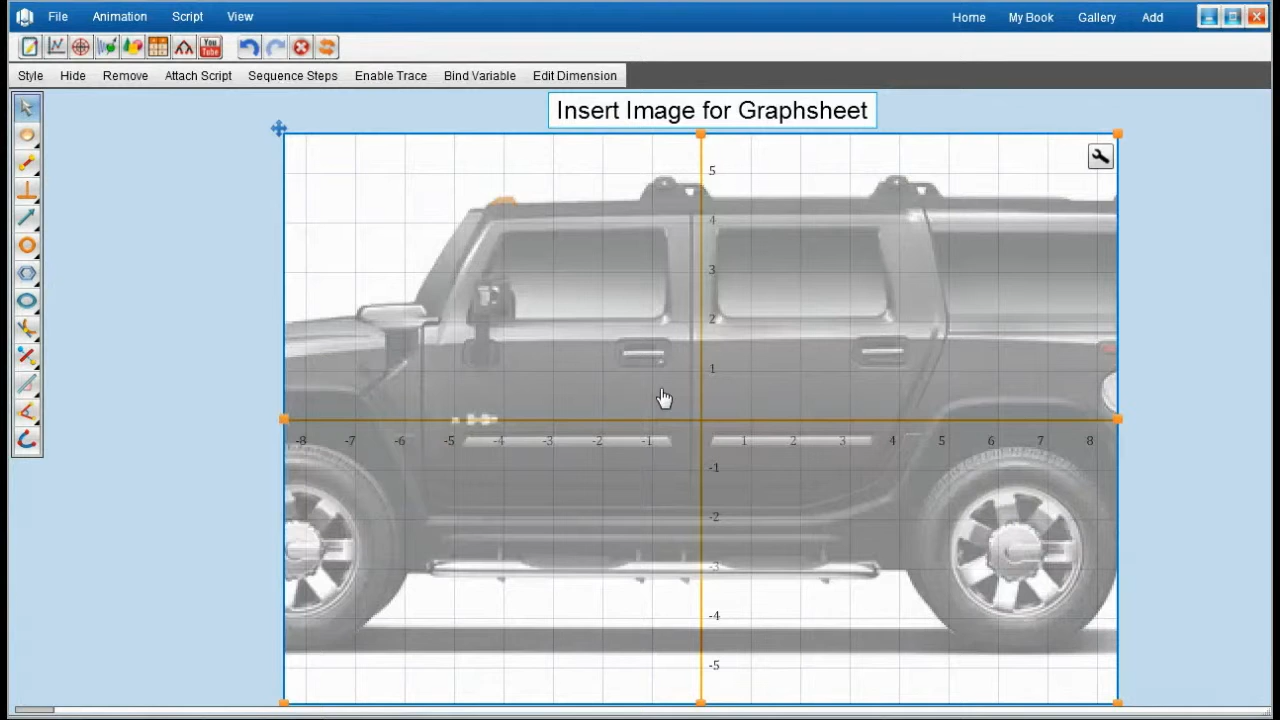 File Animation Script View Home My Book Gallery Add
You Tube
Style Hide Remove Attach Script Sequence Steps Enable Trace Bind Variable Edit Dimension
Insert Image for Graphsheet
5
4
3
2
1
-8 -7 -6 -5 -4 -3 -2 -1 1 2 3 4 5 6 7 8
-1
-2
-3
-4
-5